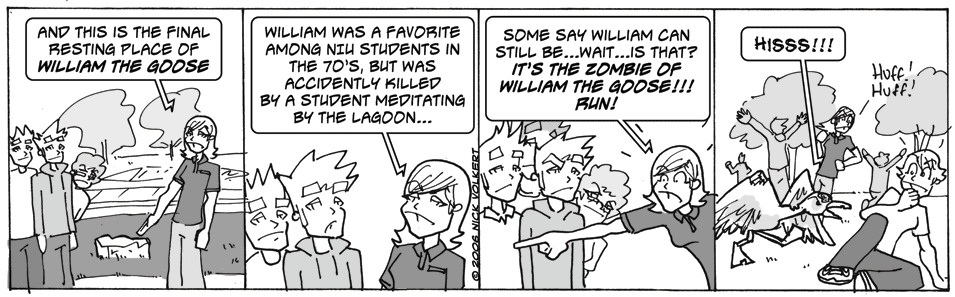 AND THIS IS THE FINAL
RESTING PLACE OF
WILLIAM THE GOOSE
WILLIAM WAS A FAVORITE
AMONG NIU STUDENTS IN
THE 70'S, BUT WAS
ACCIDENTLY KILLED
BY A STUDENT MEDITATING
BY THE LAGOON...
SOME SAY WILLIAM CAN
STILL BE...WAIT...IS THAT?
IT'S THE ZOMBIE OF
WILLIAM THE GOOSE!!!
RUN!
© 2006 NICK VOLKERT
HISSS!!!
Huff!
Huff!